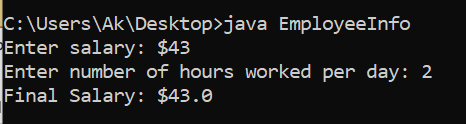 C:\Users\Ak\Desktop>java EmployeeInfo
Enter salary: $43
Enter number of hours worked per day: 2
Final Salary: $43.0